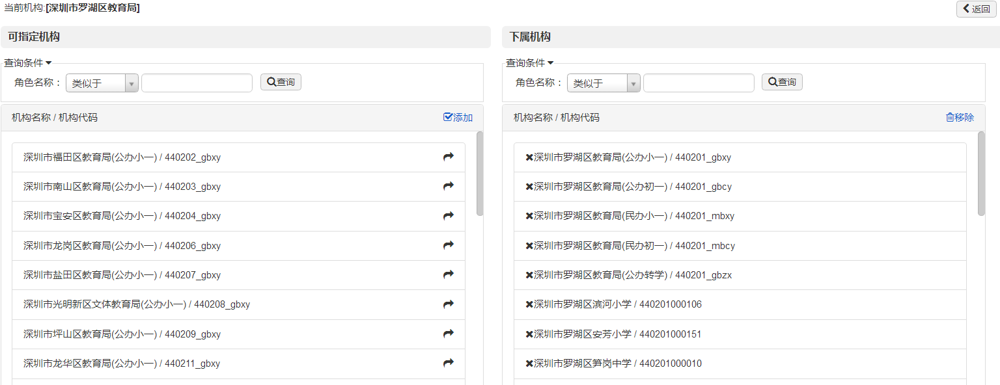 当前机构:[深圳市罗湖区教育局]
返回
可指定机构
查询条件
角色名称：
类似于
查询
机构名称 / 机构代码
添加
深圳市福田区教育局(公办小一) / 440202_gbxy
深圳市南山区教育局(公办小一) / 440203_gbxy
深圳市宝安区教育局(公办小一) / 440204_gbxy
深圳市龙岗区教育局(公办小一) / 440206_gbxy
深圳市盐田区教育局(公办小一) / 440207_gbxy
深圳市光明新区文体教育局(公办小一) / 440208_gbxy
深圳市坪山区教育局(公办小一) / 440209_gbxy
深圳市龙华区教育局(公办小一) / 440211_gbxy
下属机构
查询条件
角色名称：
类似于
查询
机构名称 / 机构代码
移除
深圳市罗湖区教育局(公办小一) / 440201_gbxy
深圳市罗湖区教育局(公办初一) / 440201_gbcy
深圳市罗湖区教育局(民办小一) / 440201_mbxy
深圳市罗湖区教育局(民办初一) / 440201_mbcy
深圳市罗湖区教育局(公办转学) / 440201_gbzx
深圳市罗湖区滨河小学 / 440201000106
深圳市罗湖区安芳小学 / 440201000151
深圳市罗湖区笋岗中学 / 440201000010